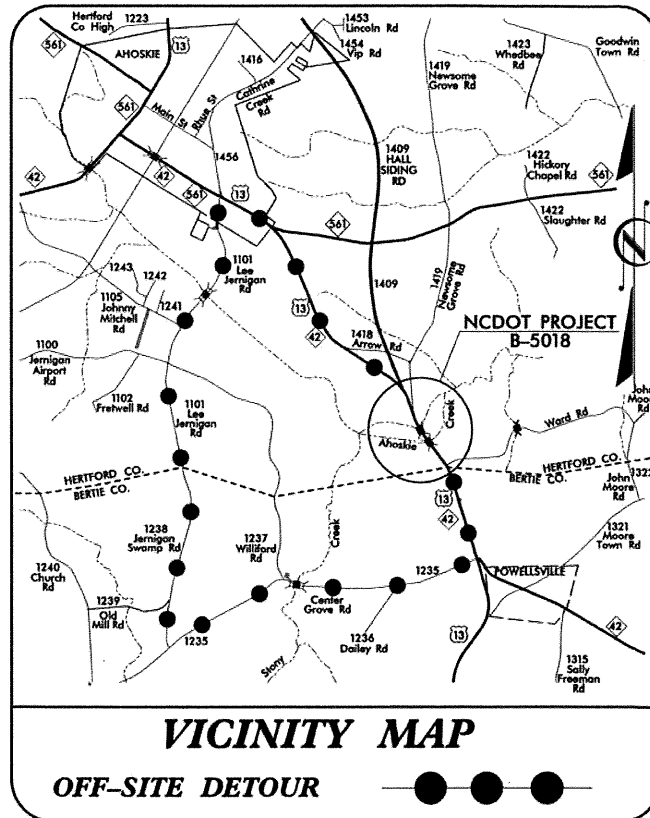 Hertford
Co High
1223
13
AHOSKIE
561
1416
1453
Lincoln Rd
1454
Vip Rd
1423
Whedbee
Rd
Goodwin
Town Rd
1419
Newsome
Grove Rd
561
Main St
Rhue St
Cathrine
Creek Rd
1456
42
42
561
13
1409
HALL
SIDING
RD
1422
Hickory
Chapel Rd
561
561
1422
Slaughter Rd
1101
Lee
Jernigan
Rd
1243
1242
1105
Johnny
Mitchell
Rd
1241
1409
1419
Newsome
Grove Rd
13
42
1418
Arrow Rd
NCDOT PROJECT
B-5018
1100
Jernigan
Airport
Rd
1102
Fretwell Rd
1101
Lee
Jernigan
Rd
Ahoskie
Creek
Ward Rd
John
Moore
Rd
HERTFORD CO.
BERTIE CO.
HERTFORD CO.
BERTIE CO.
1322
John
Moore Rd
13
42
1321
Moore
Town Rd
1238
Jernigan
Swamp Rd
1237
Williford
Rd
Creek
1240
Church
Rd
1239
Old
Mill Rd
1235
Center
Grove Rd
1235
1236
Dailey Rd
POWELLSVILLE
13
42
Stony
1315
Sally
Freeman
Rd
VICINITY MAP
OFF-SITE DETOUR